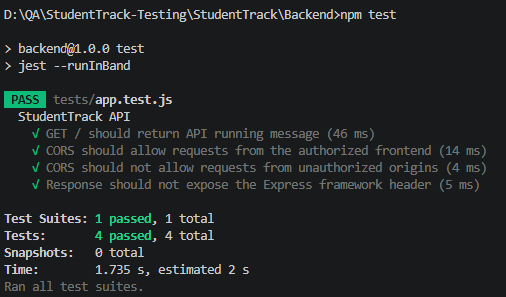 D:\QA\StudentTrack-Testing\StudentTrack\Backend>npm test
> backend@1.0.0 test
> jest --runInBand
PASS tests/app.test.js
StudentTrack API
√ GET / should return API running message (46 ms)
√ CORS should allow requests from the authorized frontend (14 ms)
√ CORS should not allow requests from unauthorized origins (4 ms)
√ Response should not expose the Express framework header (5 ms)
Test Suites: 1 passed, 1 total
Tests: 4 passed, 4 total
Snapshots: 0 total
Time: 1.735 s, estimated 2 s
Ran all test suites.